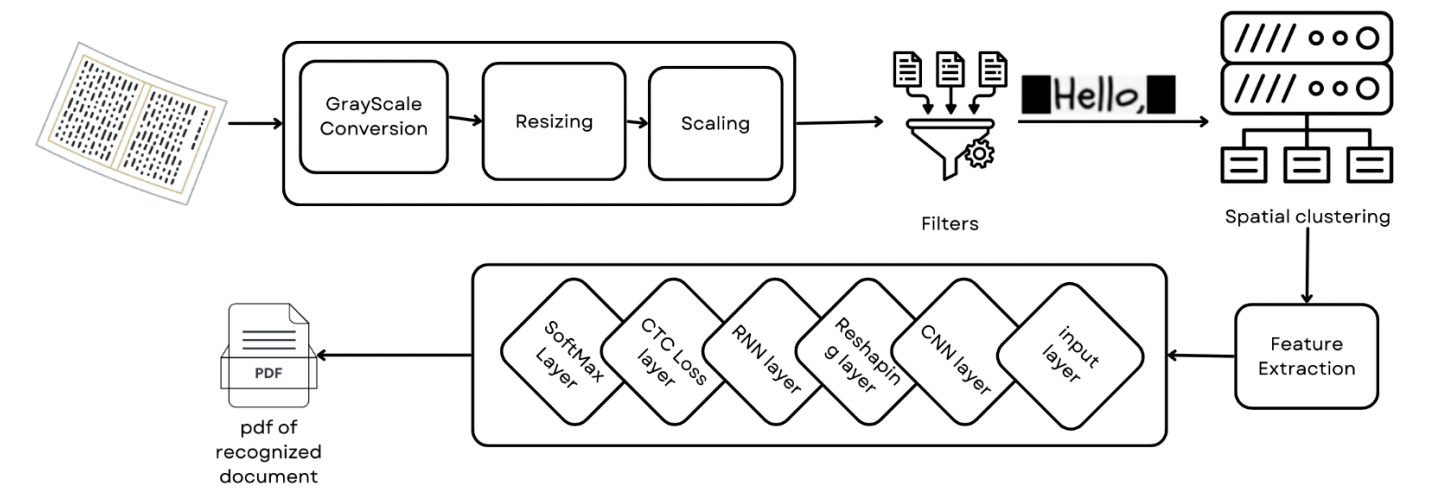 GrayScale
Conversion
Resizing
Scaling
Hello,
Filters
Spatial clustering
Feature
Extraction
input
layer
CNN layer
Reshapin
g layer
RNN layer
CTC Loss
layer
SoftMax
Layer
PDF
pdf of
recognized
document